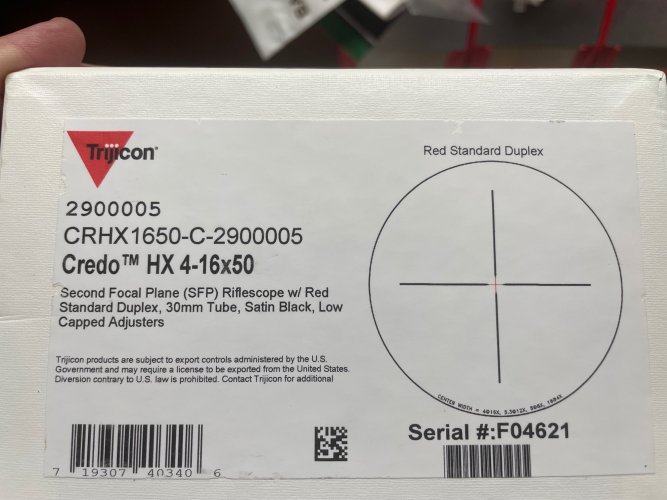 Trijicon®
Red Standard Duplex
2900005
CRHX1650-C-2900005
Credo™ HX 4-16x50
Second Focal Plane (SFP) Riflescope w/ Red
Standard Duplex, 30mm Tube, Satin Black, Low
Capped Adjusters
Trijicon products are subject to export controls administered by the U.S.
Government and may require a license to be exported from the United States.
Diversion contrary to U.S. law is prohibited. Contact Trijicon for additional
CENTER WIDTH =
Serial #:F04621
7 19307 40340 6